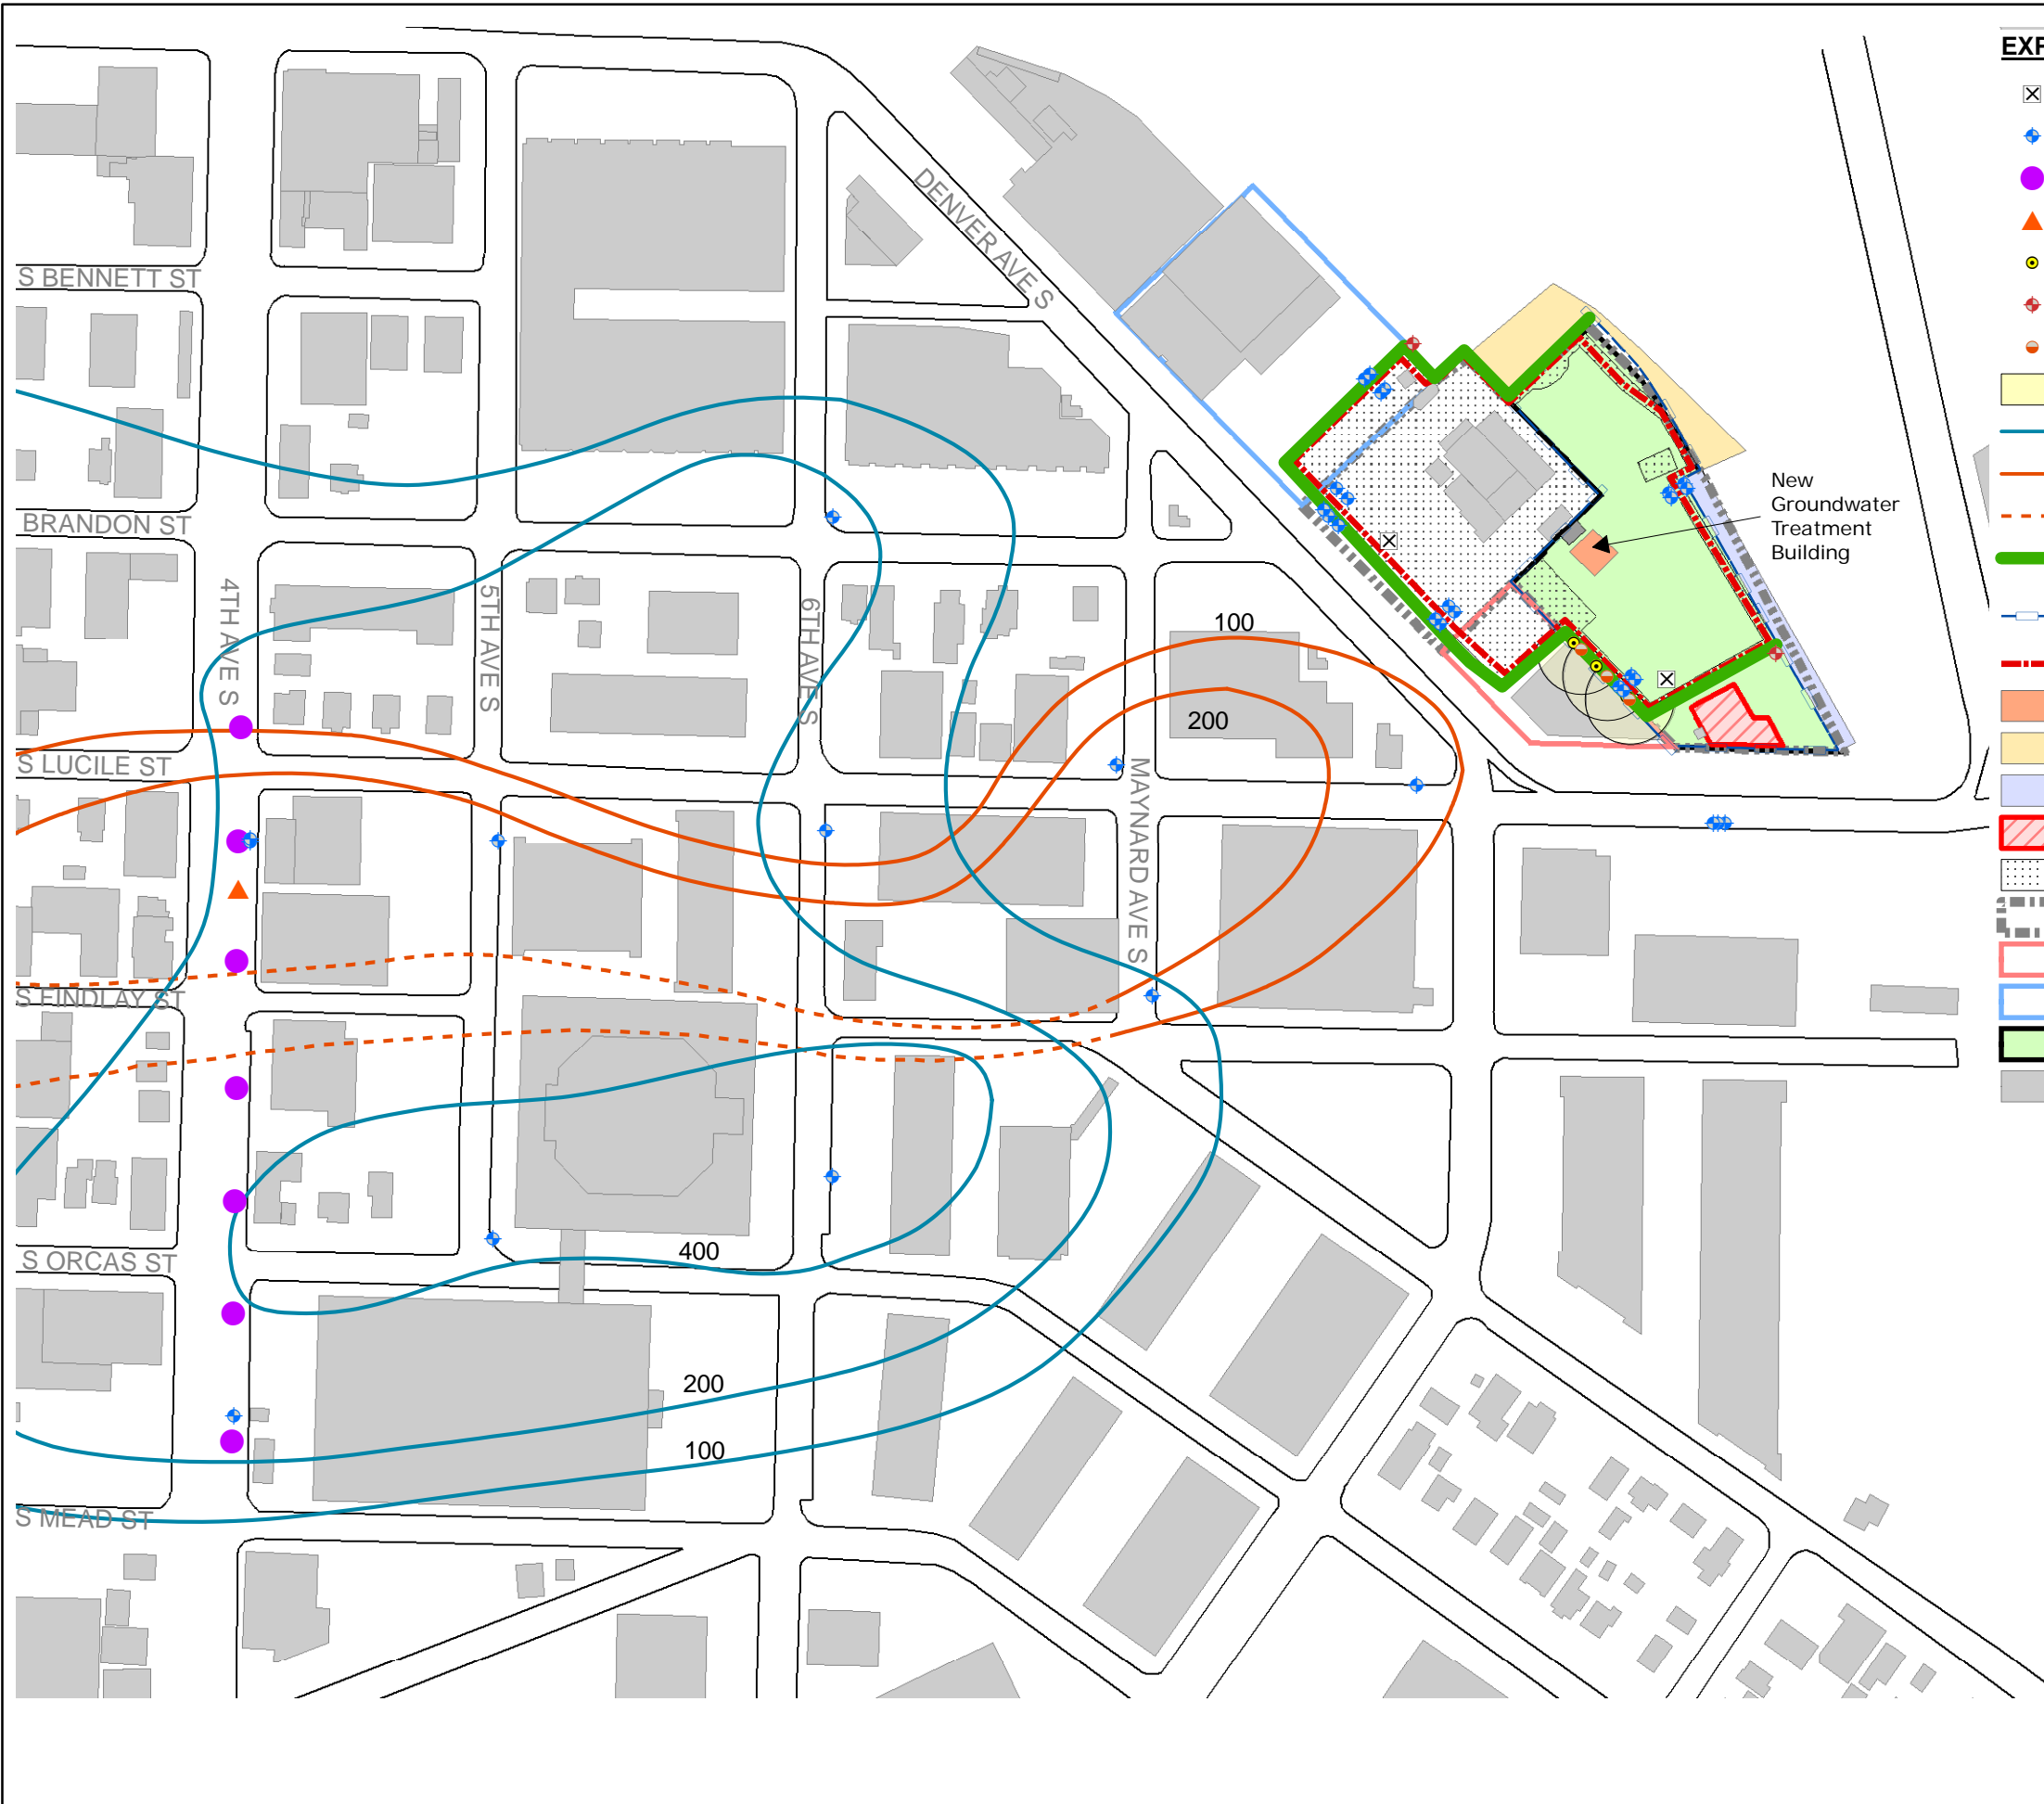 EXP
DENVER AVE S
S BENNETT ST
New
Groundwater
Treatment
Building
BRANDON ST
4TH AVE S
5TH AVE S
6TH AVE S
100
200
S LUCILE ST
MAYNARD AVE S
S FINDLAY ST
S ORCAS ST
400
200
100
S MEAD ST